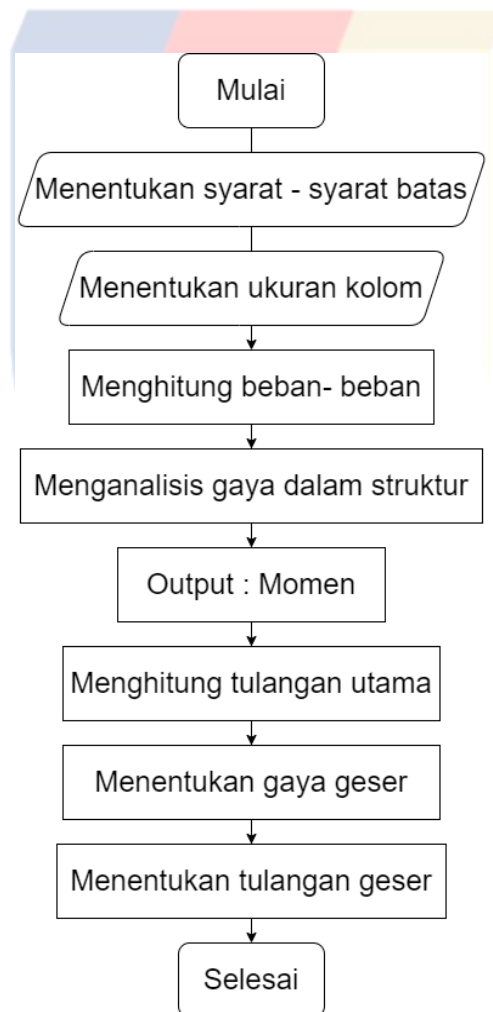 Mulai
Menentukan syarat - syarat batas
Menentukan ukuran kolom
Menghitung beban- beban
Menganalisis gaya dalam struktur
Output : Momen
Menghitung tulangan utama
Menentukan gaya geser
Menentukan tulangan geser
Selesai